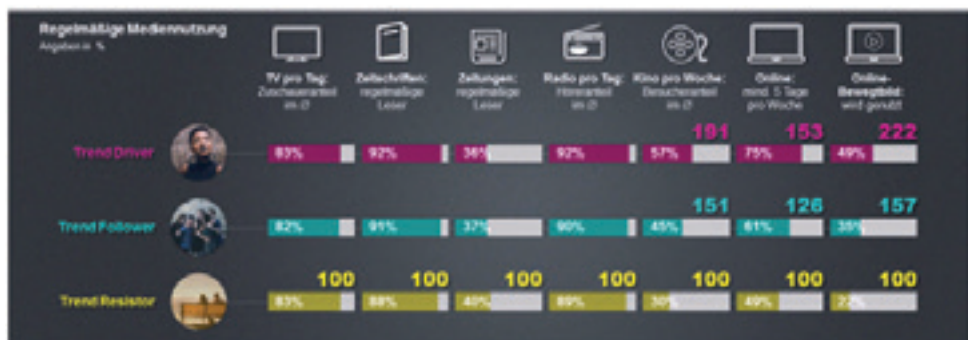 Regelmäßige Mediennutzung
Angaben in %
TV pro Tag:
Zuschaueranteil
im Ø
Zeitschriften:
regelmäßige
Leser
Zeitungen:
regelmäßige
Leser
Radio pro Tag:
Höreranteil
im Ø
Kino pro Woche:
Besucheranteil
im Ø
Online:
mind. 5 Tage
pro Woche
Online-
Bewegtbild:
wird genutzt
191 153 222
Trend Driver 83% 92% 36% 92% 57% 75% 49%
151 126 157
Trend Follower 82% 91% 37% 90% 45% 61% 35%
100 100 100 100 100 100 100
Trend Resistor 83% 88% 40% 89% 30% 49% 22%